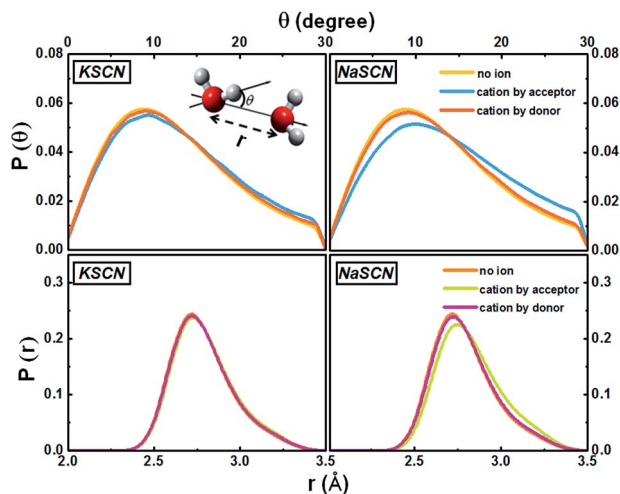 θ (degree)
0 10 20 30 0 10 20 30
0.08 0.08
KSCN NaSCN
no ion
cation by acceptor
cation by donor
θ
r
0.06 0.06
P(θ)
0.04 0.04
0.02 0.02
0.00 0.00
KSCN NaSCN
no ion
cation by acceptor
cation by donor
0.3 0.3
0.2 0.2
P(r)
0.1 0.1
0.0 0.0
2.0 2.5 3.0 3.5 2.5 3.0 3.5
r (Å)